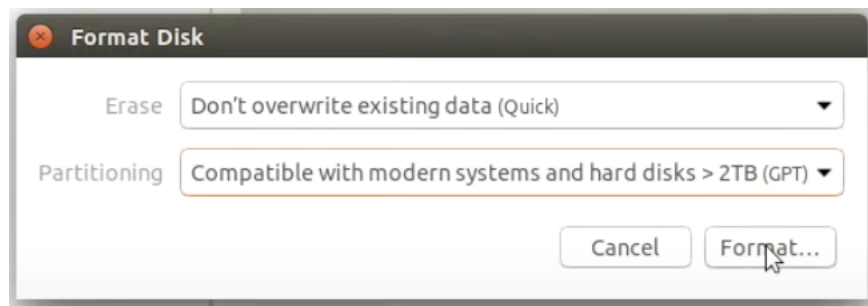 Format Disk
Erase Don't overwrite existing data (Quick)
Partitioning Compatible with modern systems and hard disks > 2TB (GPT)
Cancel Format...